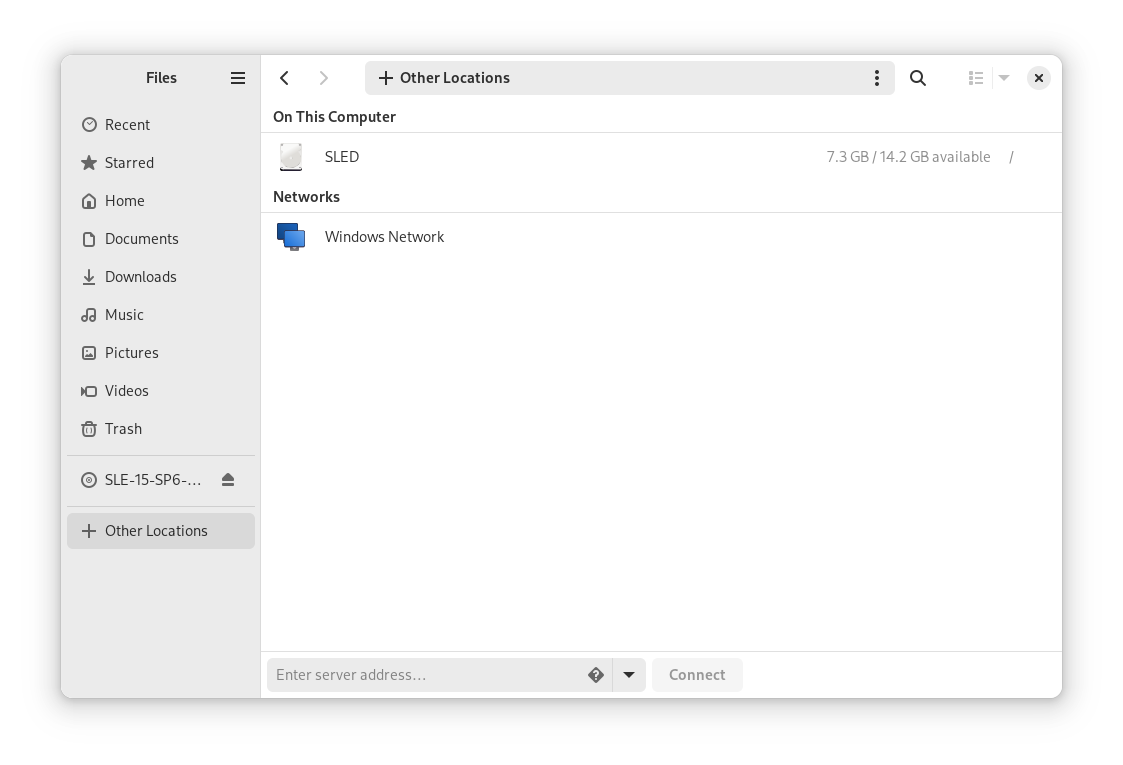 Files
Other Locations
Recent
Starred
Home
Documents
Downloads
Music
Pictures
Videos
Trash
SLE-15-SP6-...
Other Locations
On This Computer
SLED 7.3 GB / 14.2 GB available /
Networks
Windows Network
Enter server address... Connect